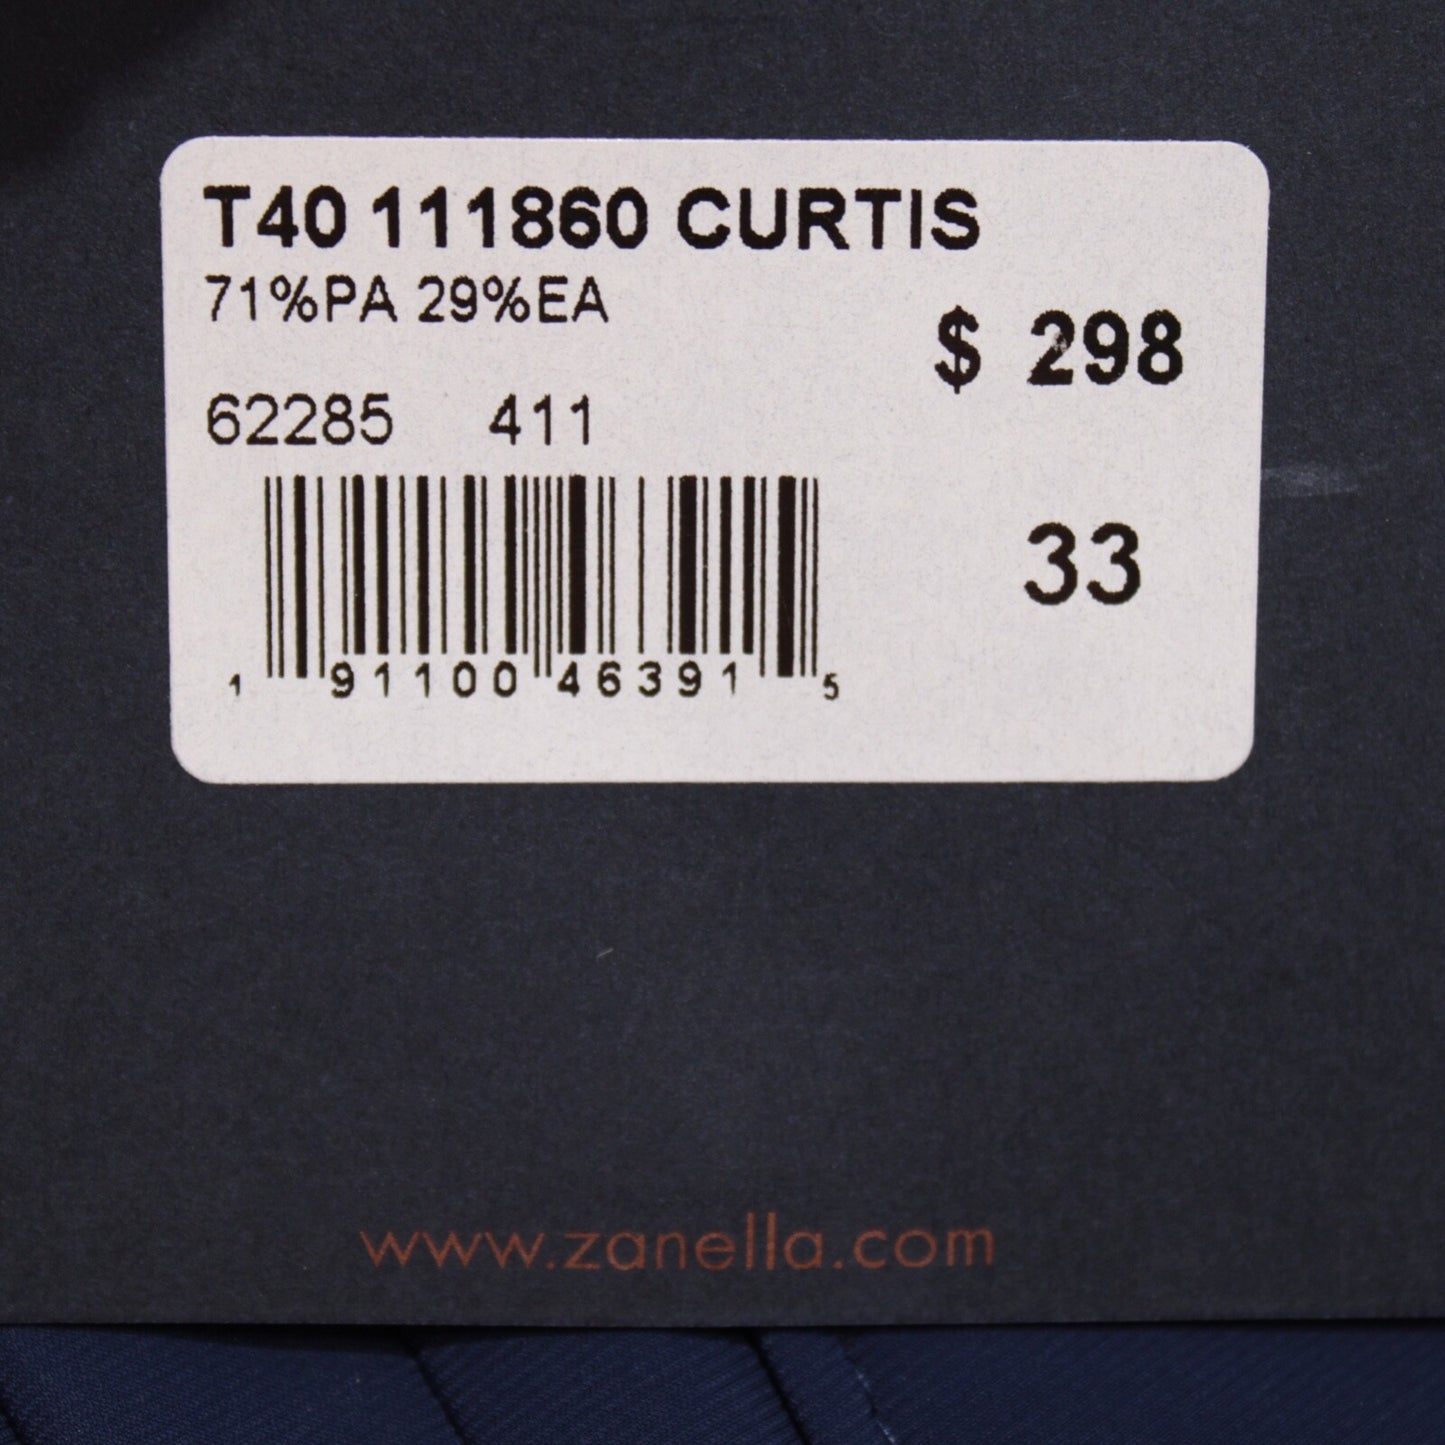 T40 111860 CURTIS
71%PA 29%EA
$ 298
62285 411
33
1 91100 46391 5
www.zanella.com